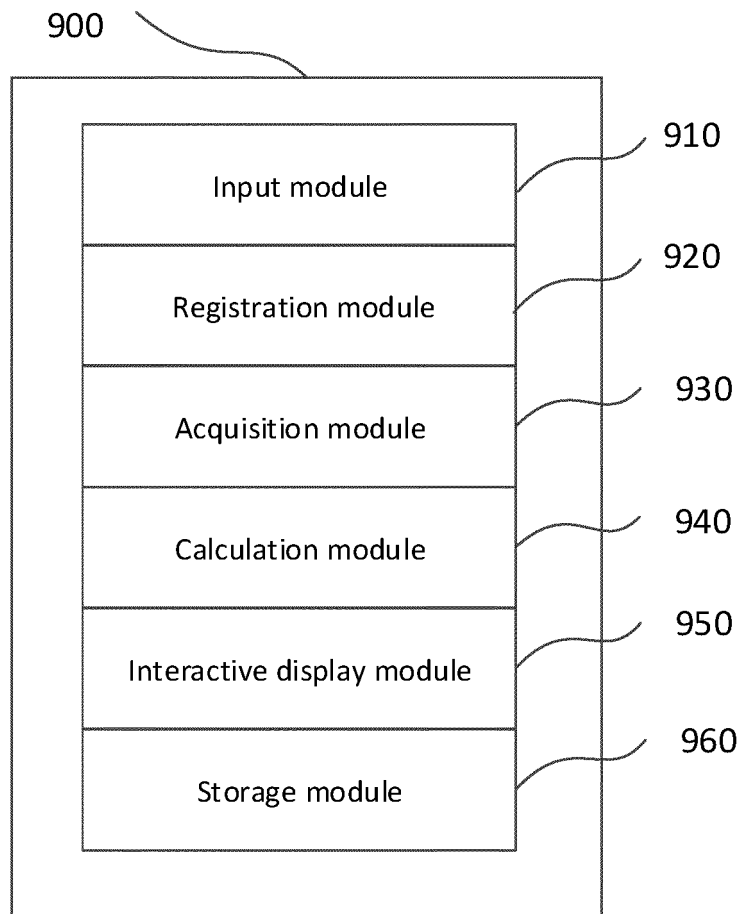 900
Input module
910
Registration module
920
Acquisition module
930
Calculation module
940
Interactive display module
950
Storage module
960